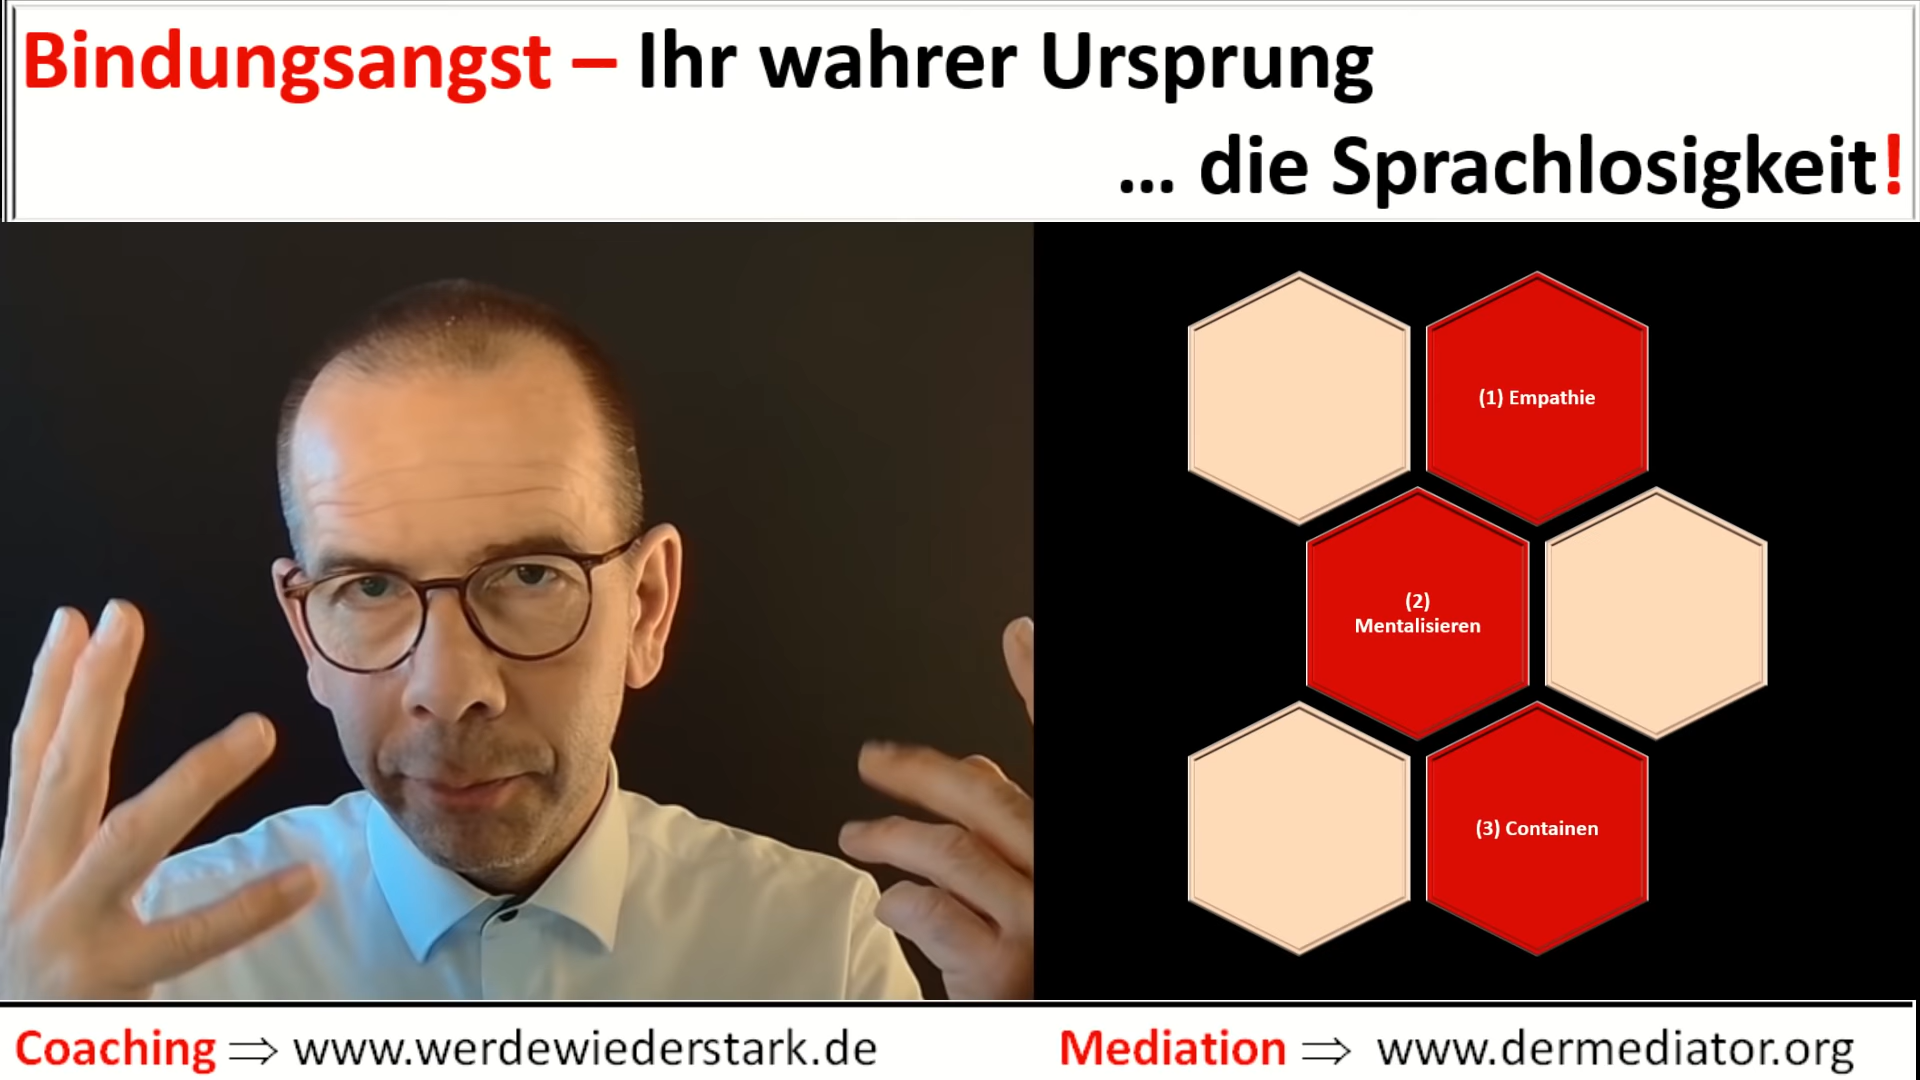 Bindungsangst – Ihr wahrer Ursprung
... die Sprachlosigkeit!
(1) Empathie
(2)
Mentalisieren
(3) Containen
Coaching ⇒ www.werdewiederstark.de
Mediation ⇒ www.dermediator.org